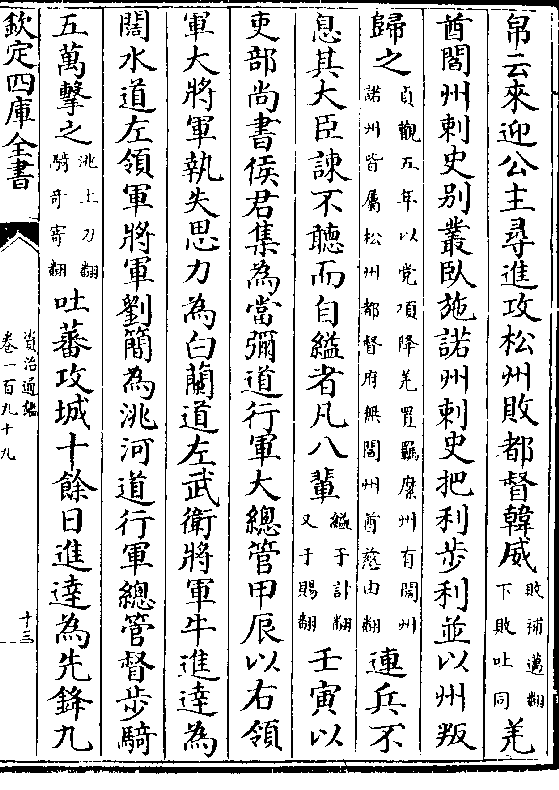 帛云來迎公主尋進攻松州敗都督韓威敗補邁翻下敗吐同羌
酋閻州刺史别叢臥施諾州刺史把利步利並以州叛
歸之貞觀五年以党項降羌置羈縻州有閻州諾州皆屬松州都督府無閻州酋慈由翻連兵不
息其大臣諫不聽而自縊者凡八輩縊于計翻又于賜翻壬寅以
吏部尚書侯君集為當彌道行軍大總管甲辰以右領
軍大將軍執失思力為白蘭道左武衛將軍牛進達為
闊水道左領軍將軍劉簡為洮河道行軍總管督步騎
五萬擊之洮土刀翻騎奇寄翻吐蕃攻城十餘日進達為先鋒九
欽定四庫全書
資治通鑑
卷一百九十九
十三